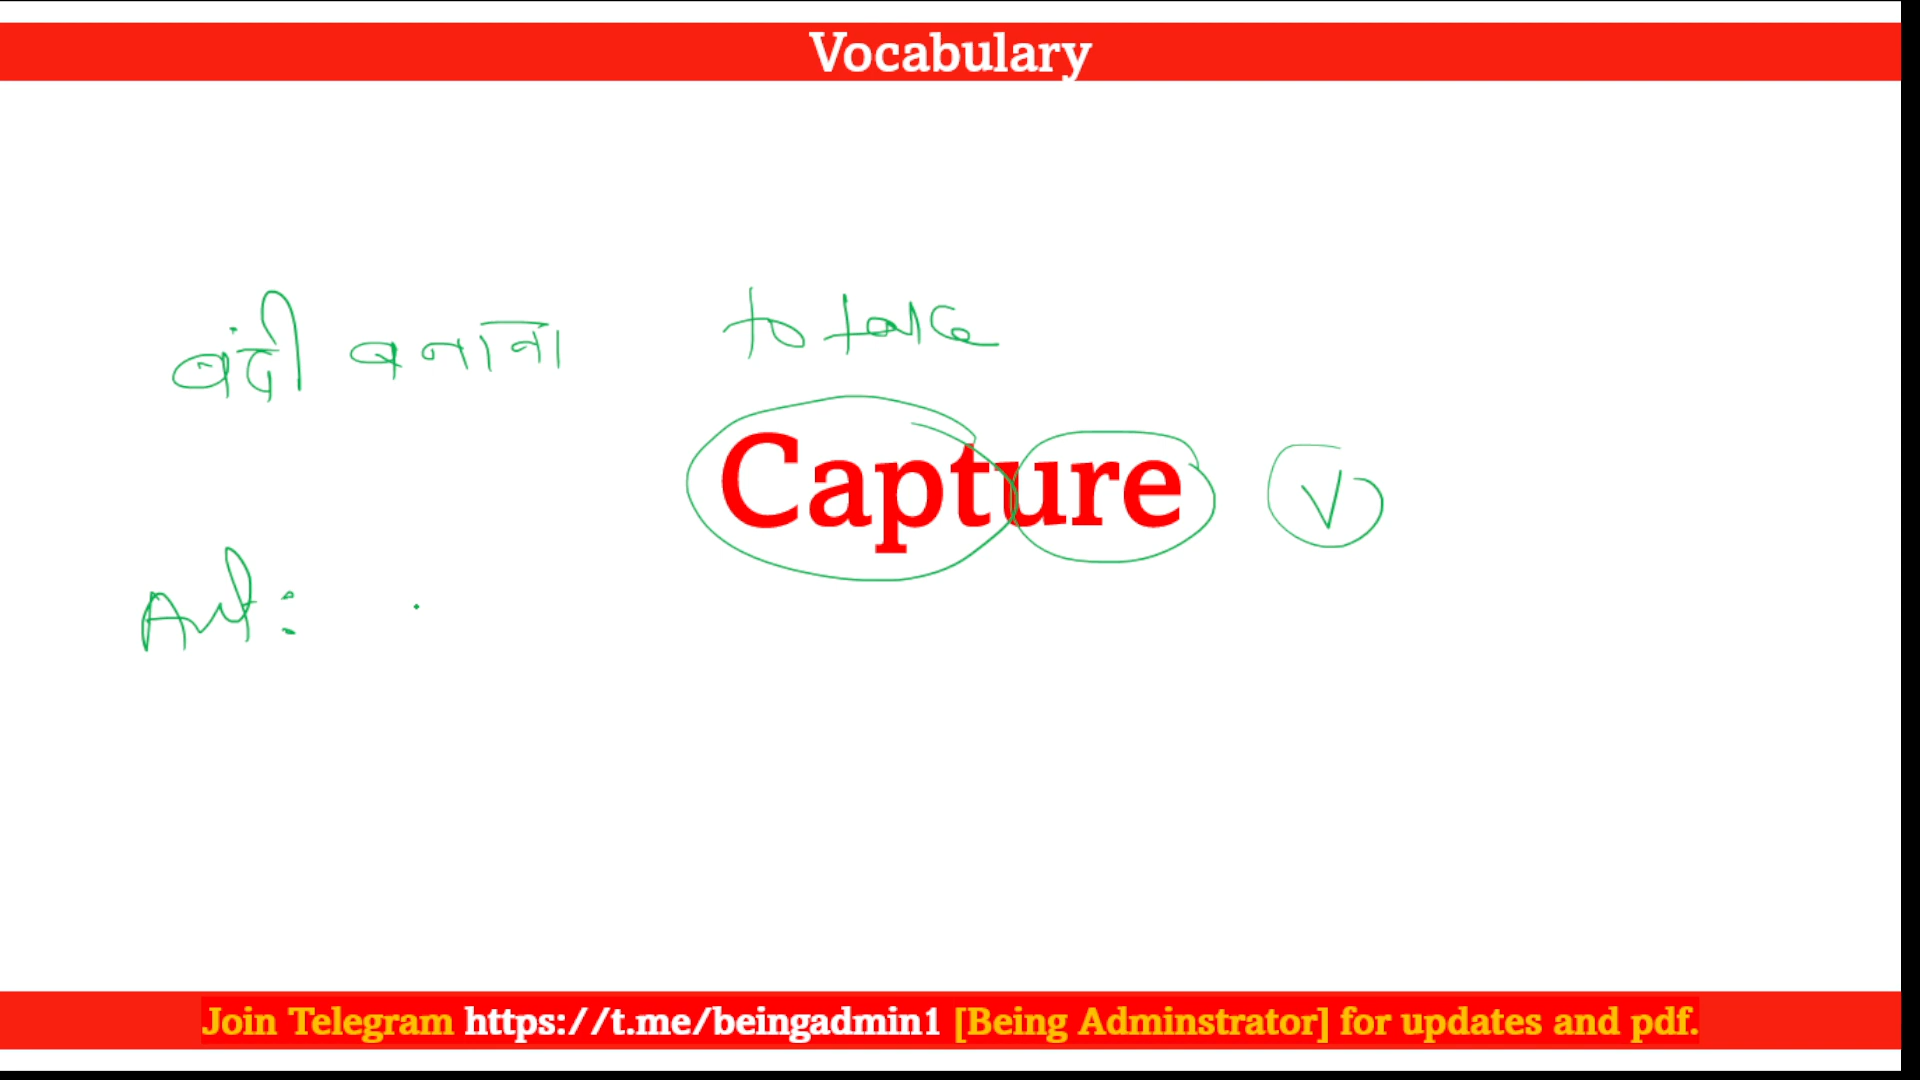 Vocabulary
बंदी बनाना to take
Capture V
Ant:
Join Telegram https://t.me/beingadmin1 [Being Adminstrator] for updates and pdf.